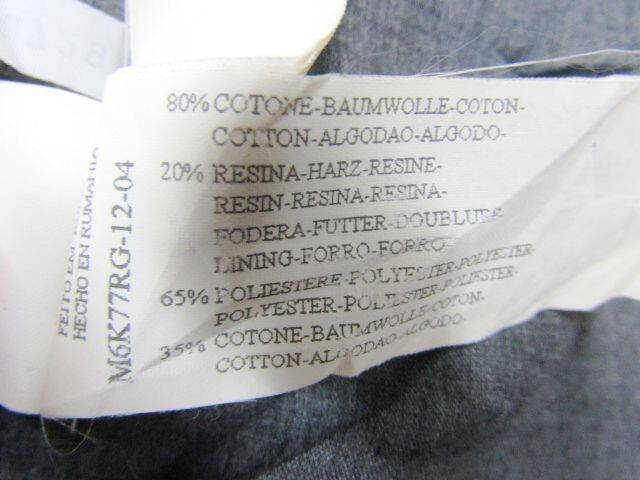 80% COTONE-BAUMWOLLE-COTON-
COTTON-ALGODAO-ALGODO-
20% RESINA-HARZ-RESINE-
RESIN-RESINA-RESINA-
FODERA-FUTTER-DOUBLURE
LINING-FORRO-FORRO-
65% POLIESTERE-POLYESTER-POLYESTER-
POLYESTER-POLIESTER-POLIESTER-
35% COTONE-BAUMWOLLE-COTON-
COTTON-ALGODAO-ALGODO-
FEITO EM
HECHO EN RUMANIA
M6K77RG-12-04